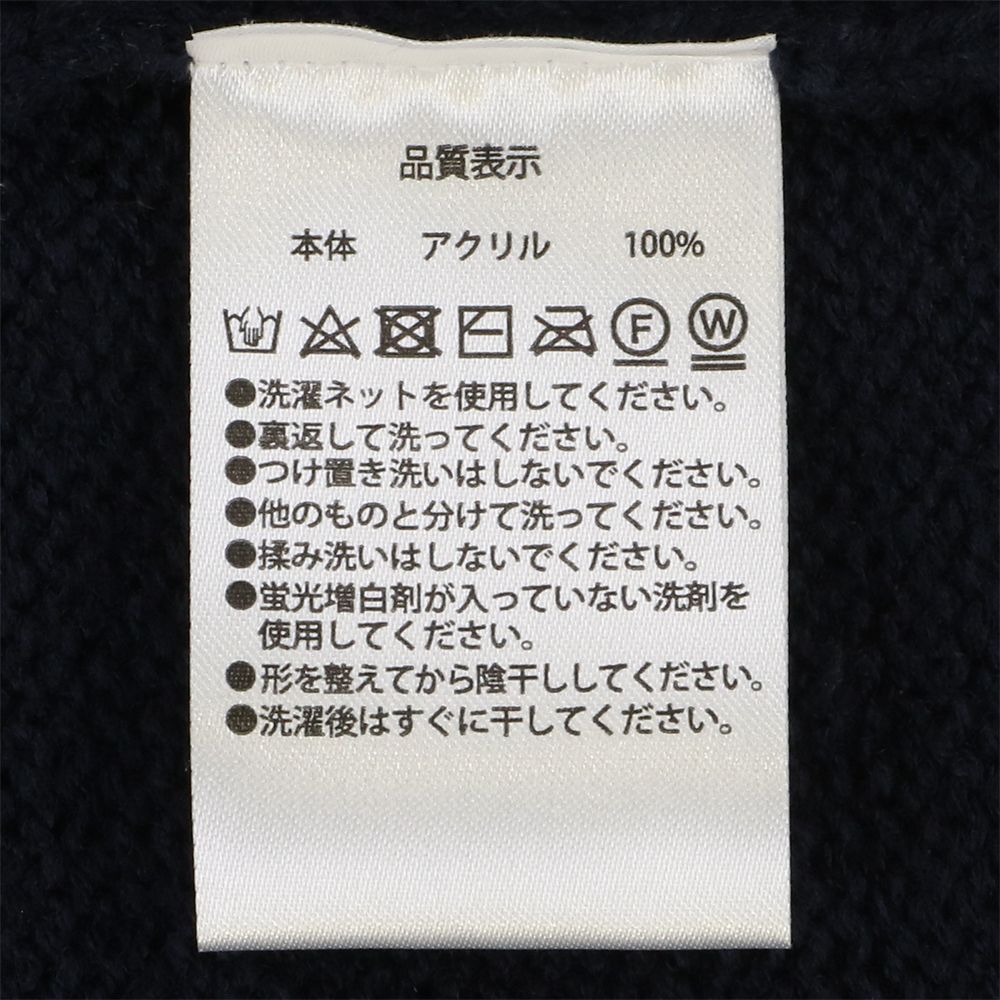 品質表示
本体 アクリル 100%
F W
●洗濯ネットを使用してください。
●裏返して洗ってください。
●つけ置き洗いはしないでください。
●他のものと分けて洗ってください。
●揉み洗いはしないでください。
●蛍光増白剤が入っていない洗剤を
使用してください。
●形を整えてから陰干ししてください。
●洗濯後はすぐに干してください。